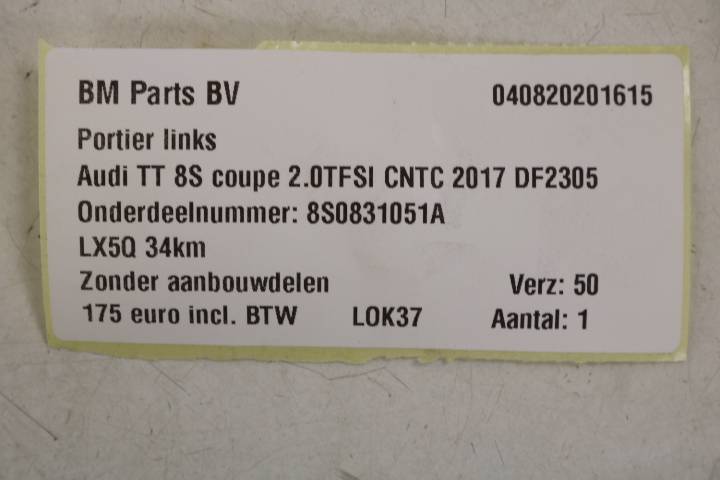 BM Parts BV 040820201615
Portier links
Audi TT 8S coupe 2.0TFSI CNTC 2017 DF2305
Onderdeelnummer: 8S0831051A
LX5Q 34km
Zonder aanbouwdelen Verz: 50
175 euro incl. BTW LOK37 Aantal: 1